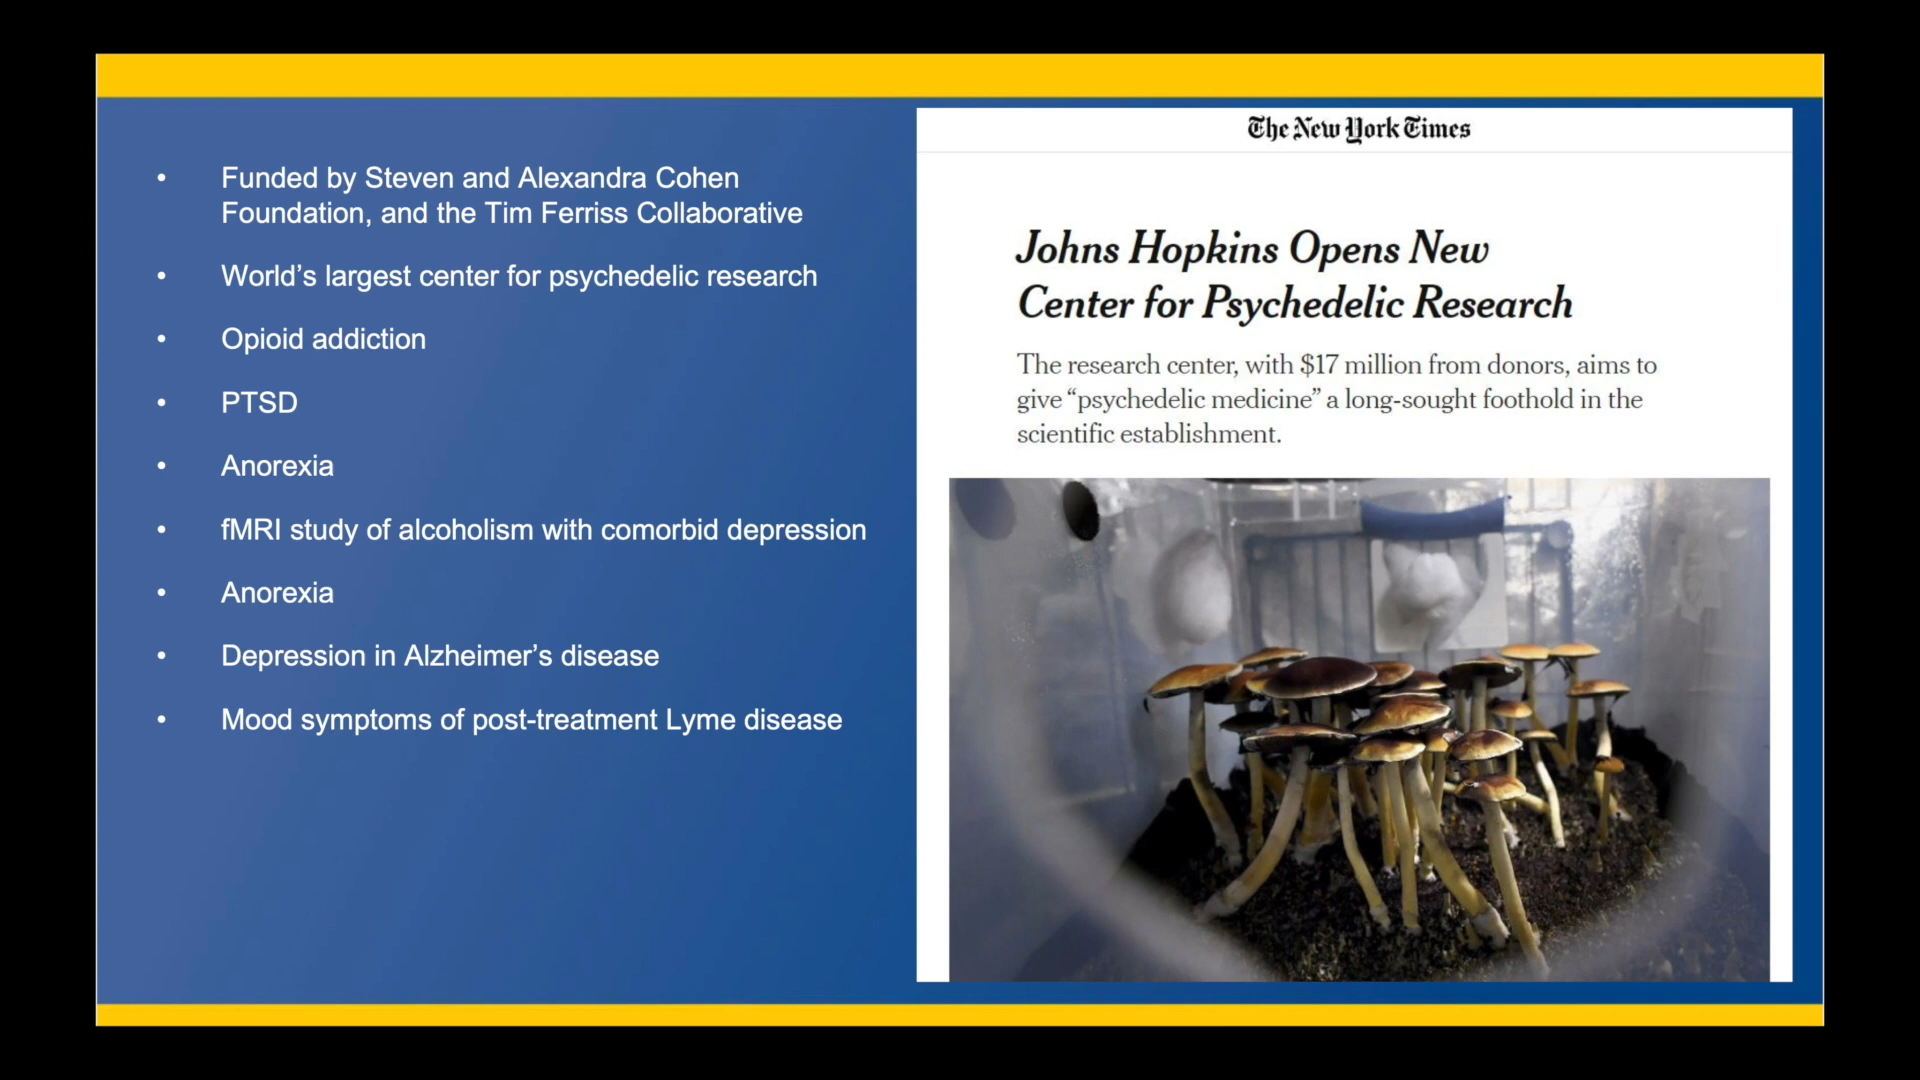 • Funded by Steven and Alexandra Cohen
Foundation, and the Tim Ferriss Collaborative
• World’s largest center for psychedelic research
• Opioid addiction
• PTSD
• Anorexia
• fMRI study of alcoholism with comorbid depression
• Anorexia
• Depression in Alzheimer’s disease
• Mood symptoms of post-treatment Lyme disease
The New York Times
Johns Hopkins Opens New
Center for Psychedelic Research
The research center, with $17 million from donors, aims to
give “psychedelic medicine” a long-sought foothold in the
scientific establishment.